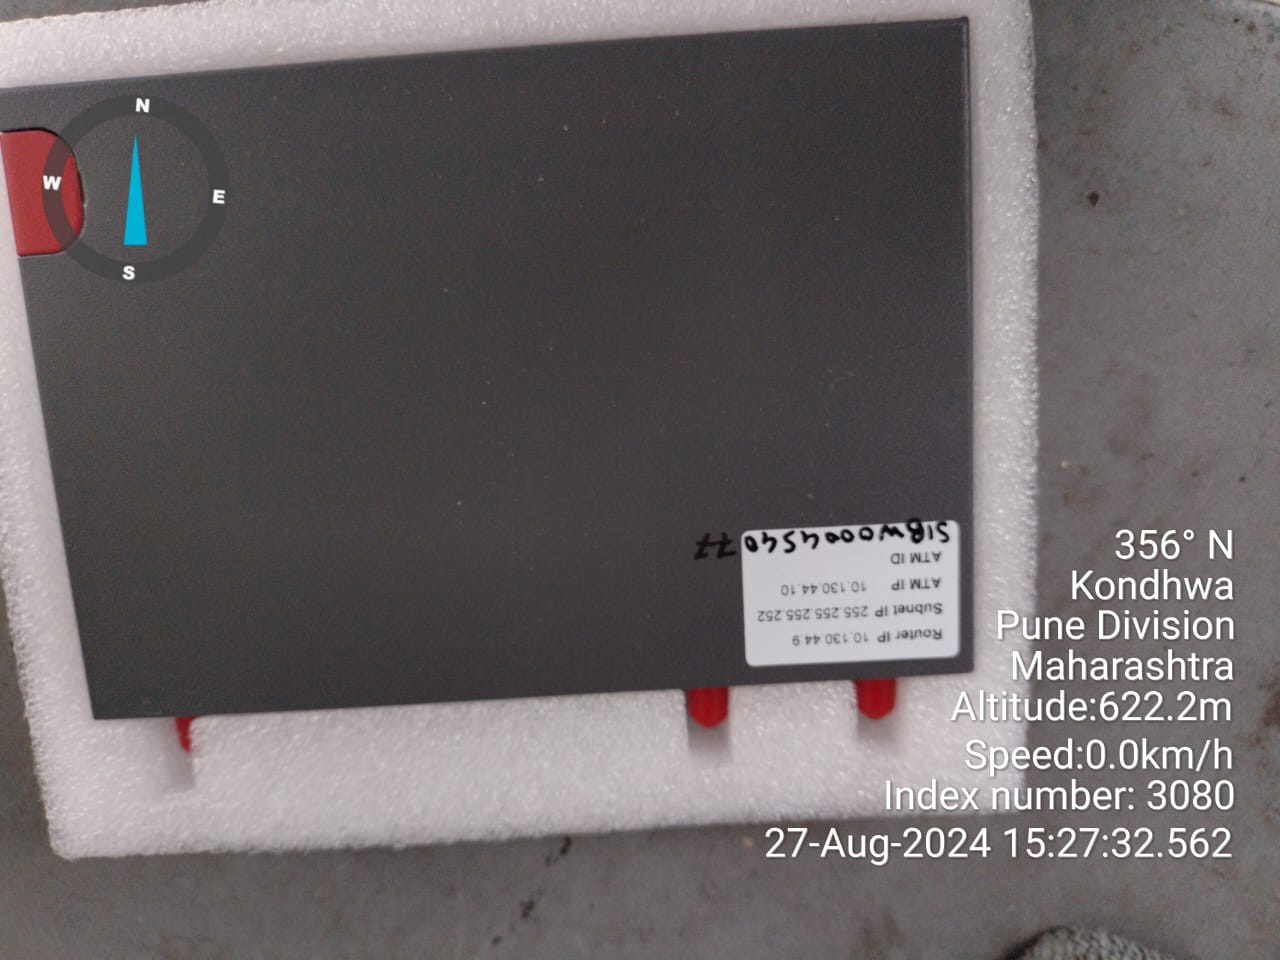 N
W
E
S
Router IP 10.130.44.9
Subnet IP 255.255.255.252
ATM IP 10.130.44.10
ATM ID
S1BW0004540
356° N
Kondhwa
Pune Division
Maharashtra
Altitude:622.2m
Speed:0.0km/h
Index number: 3080
27-Aug-2024 15:27:32.562